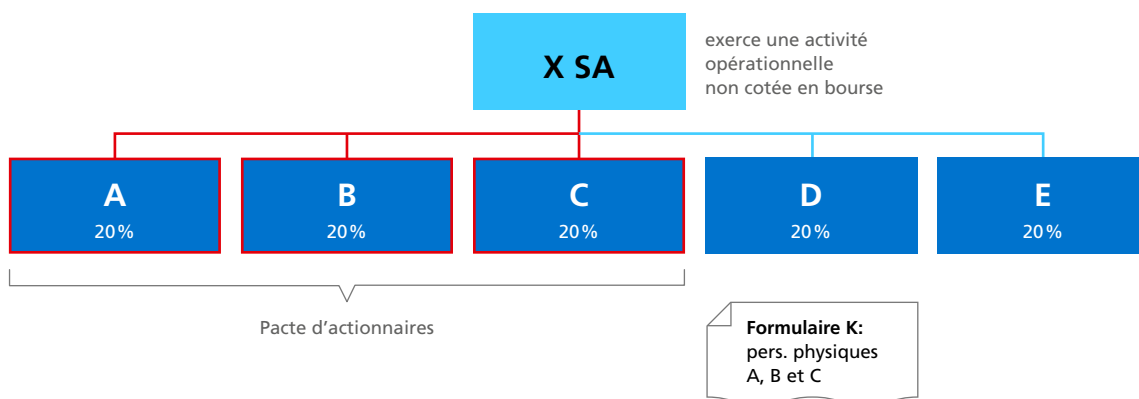 X SA
exerce une activité
opérationnelle
non cotée en bourse
A
20%
B
20%
C
20%
D
20%
E
20%
Pacte d’actionnaires
Formulaire K:
pers. physiques
A, B et C